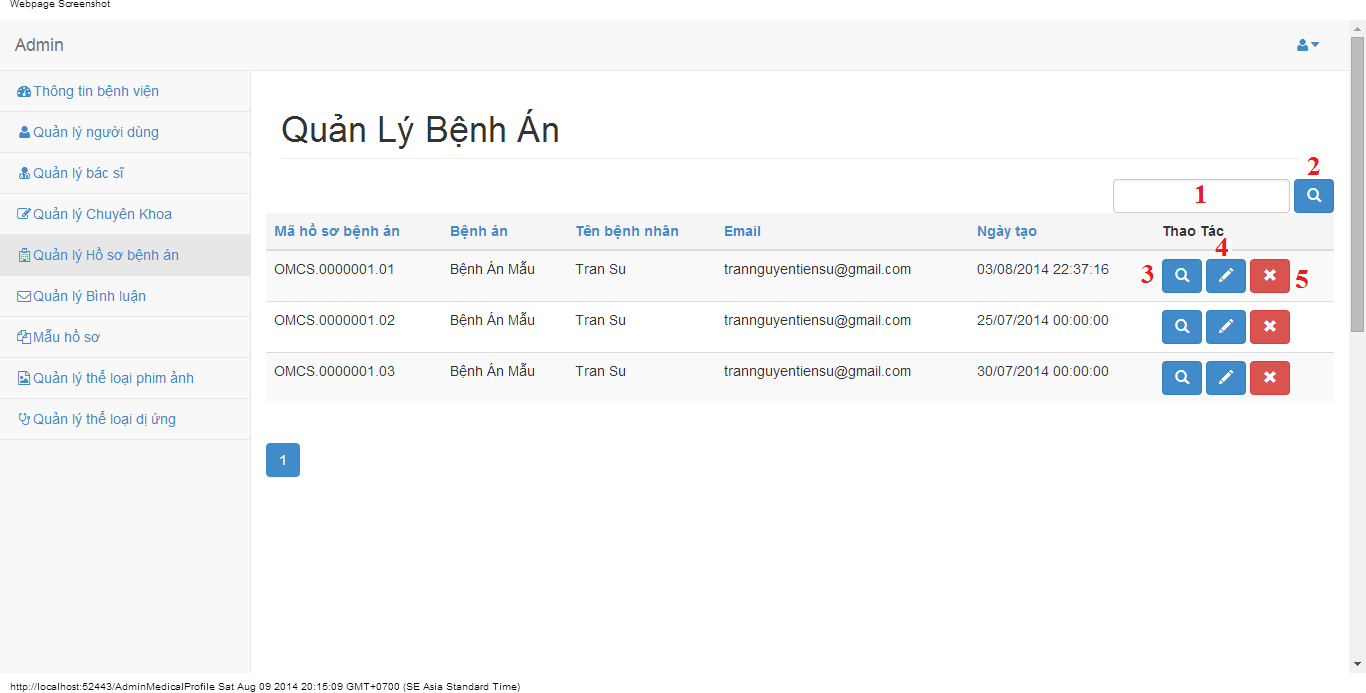 Webpage Screenshot
Admin
Thông tin bệnh viện
Quản lý người dùng
Quản lý bác sĩ
Quản lý Chuyên Khoa
Quản lý Hồ sơ bệnh án
Quản lý Bình luận
Mẫu hồ sơ
Quản lý thể loại phim ảnh
Quản lý thể loại dị ứng
Quản Lý Bệnh Án
1 2
Mã hồ sơ bệnh án Bệnh án Tên bệnh nhân Email Ngày tạo Thao Tác
OMCS.0000001.01 Bệnh Án Mẫu Tran Su trannguyentiensu@gmail.com 03/08/2014 22:37:16 3 4 5
OMCS.0000001.02 Bệnh Án Mẫu Tran Su trannguyentiensu@gmail.com 25/07/2014 00:00:00
OMCS.0000001.03 Bệnh Án Mẫu Tran Su trannguyentiensu@gmail.com 30/07/2014 00:00:00
1
http://localhost:52443/AdminMedicalProfile Sat Aug 09 2014 20:15:09 GMT+0700 (SE Asia Standard Time)